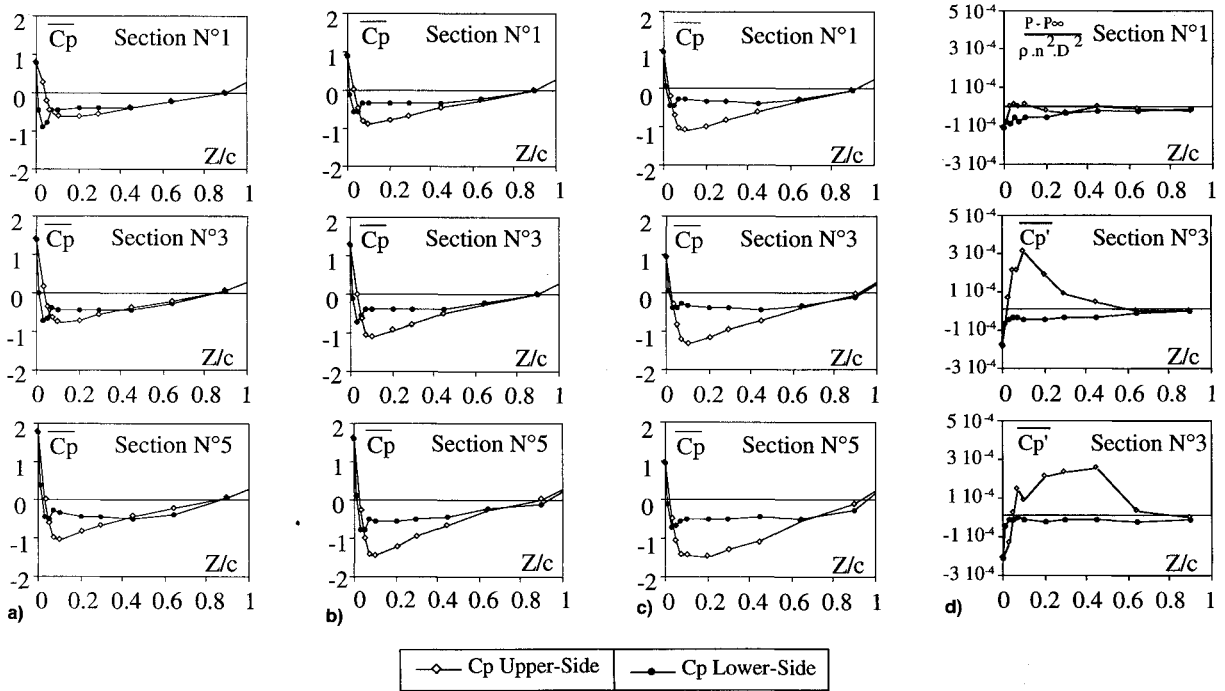 Cp Section N°1
2
1
0
-1
-2
Z/c
0 0.2 0.4 0.6 0.8 1
Cp Section N°1
2
1
0
-1
-2
Z/c
0 0.2 0.4 0.6 0.8 1
Cp Section N°1
2
1
0
-1
-2
Z/c
0 0.2 0.4 0.6 0.8 1
5 10⁻⁴
3 10⁻⁴
1 10⁻⁴
-1 10⁻⁴
-3 10⁻⁴
P - P∞
ρ.n².D²
Section N°1
Z/c
0 0.2 0.4 0.6 0.8 1
Cp Section N°3
2
1
0
-1
-2
Z/c
0 0.2 0.4 0.6 0.8 1
Cp Section N°3
2
1
0
-1
-2
Z/c
0 0.2 0.4 0.6 0.8 1
Cp Section N°3
2
1
0
-1
-2
Z/c
0 0.2 0.4 0.6 0.8 1
Cp' Section N°3
5 10⁻⁴
3 10⁻⁴
1 10⁻⁴
-1 10⁻⁴
-3 10⁻⁴
Z/c
0 0.2 0.4 0.6 0.8 1
Cp Section N°5
2
1
0
-1
-2
Z/c
0 0.2 0.4 0.6 0.8 1
a)
Cp Section N°5
2
1
0
-1
-2
Z/c
0 0.2 0.4 0.6 0.8 1
b)
Cp Section N°5
2
1
0
-1
-2
Z/c
0 0.2 0.4 0.6 0.8 1
c)
Cp' Section N°3
5 10⁻⁴
3 10⁻⁴
1 10⁻⁴
-1 10⁻⁴
-3 10⁻⁴
Z/c
0 0.2 0.4 0.6 0.8 1
d)
Cp Upper-Side
Cp Lower-Side